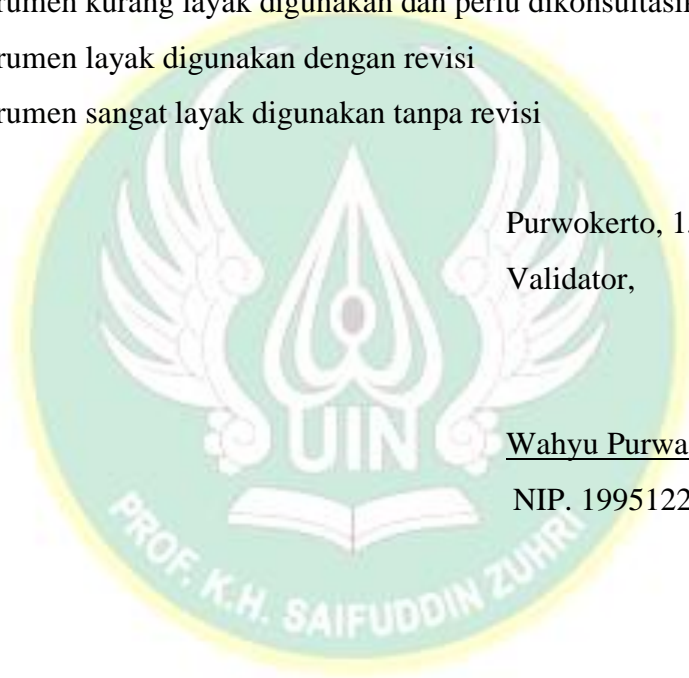 rumen kurang layak digunakan dan perlu
rumen layak digunakan dengan revisi
rumen sangat layak digunakan tanpa revisi
Purwokerto, 1
Validator,
Wahyu Purwa
NIP. 1995122
UIN
PROF. K.H. SAIFUDDIN ZUHRI